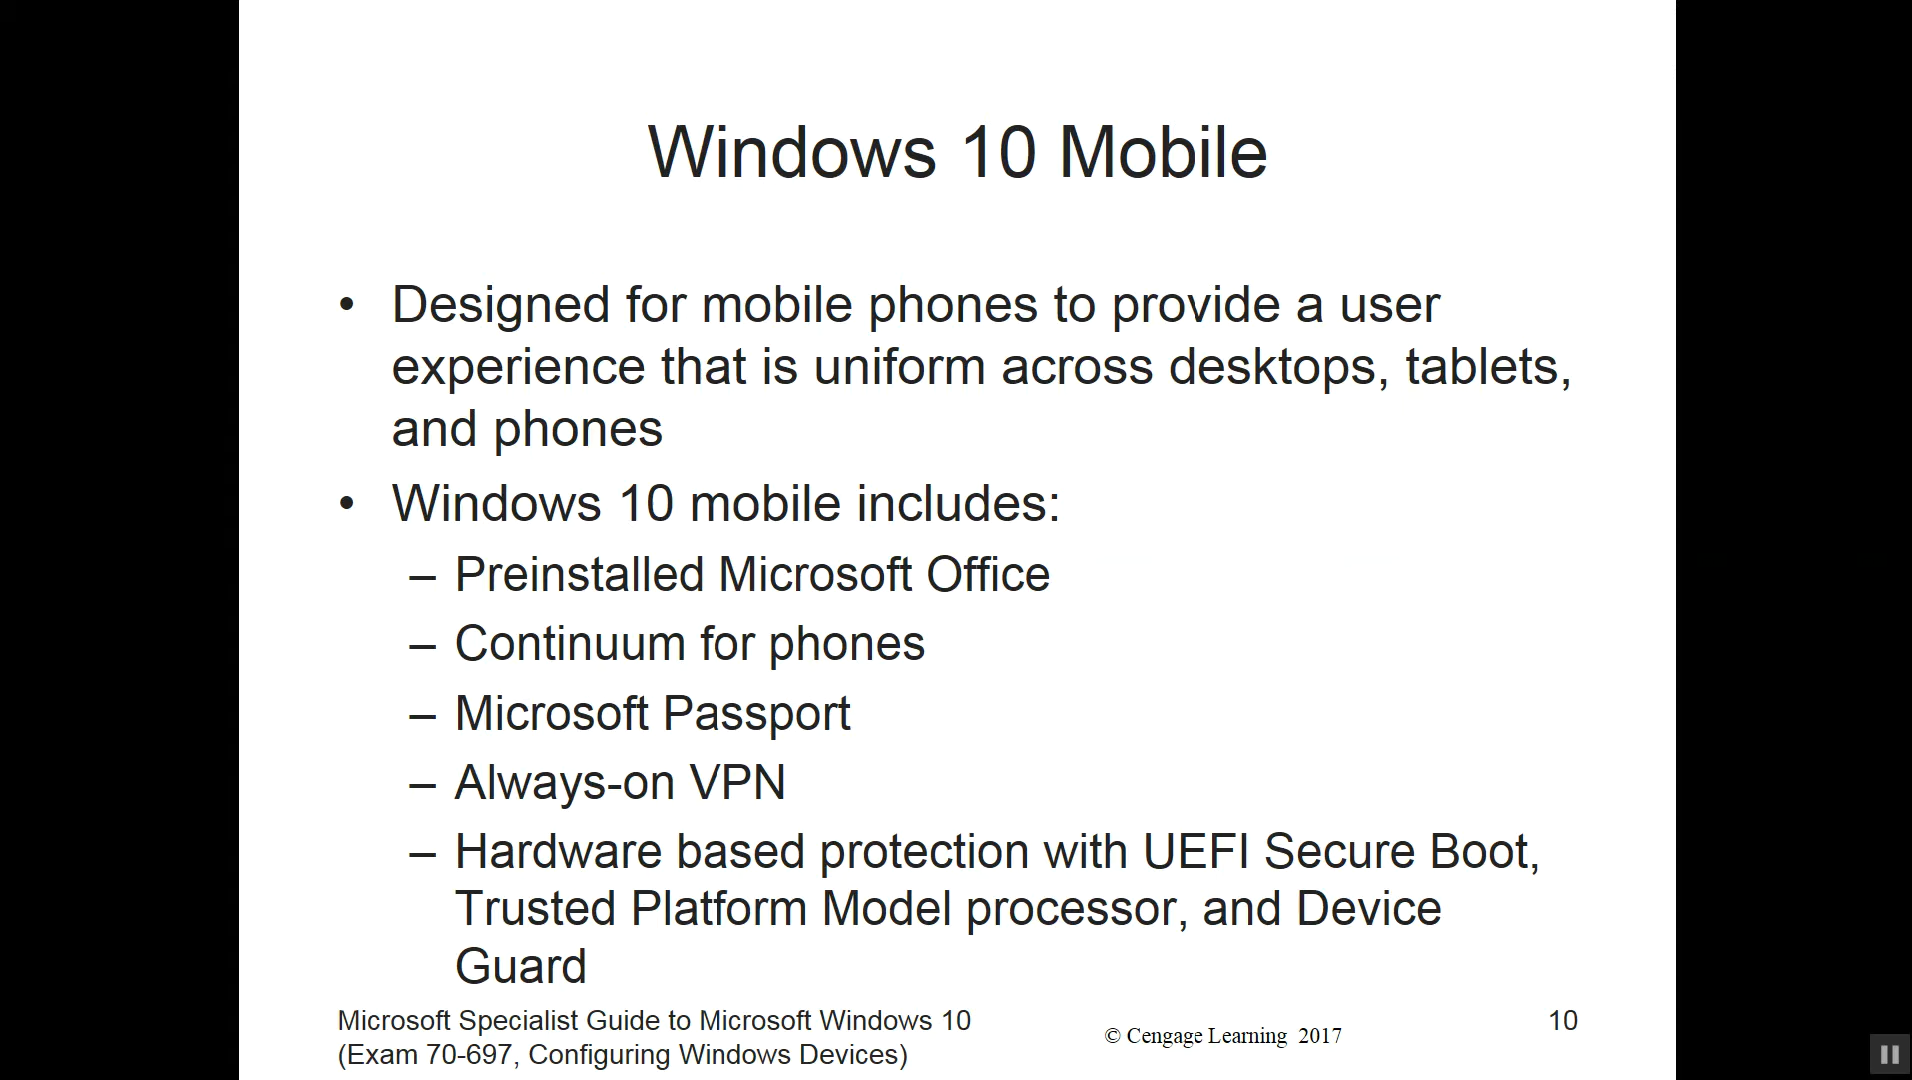 Windows 10 Mobile
• Designed for mobile phones to provide a user
experience that is uniform across desktops, tablets,
and phones
• Windows 10 mobile includes:
– Preinstalled Microsoft Office
– Continuum for phones
– Microsoft Passport
– Always-on VPN
– Hardware based protection with UEFI Secure Boot,
Trusted Platform Model processor, and Device
Guard
Microsoft Specialist Guide to Microsoft Windows 10
(Exam 70-697, Configuring Windows Devices)
© Cengage Learning 2017
10